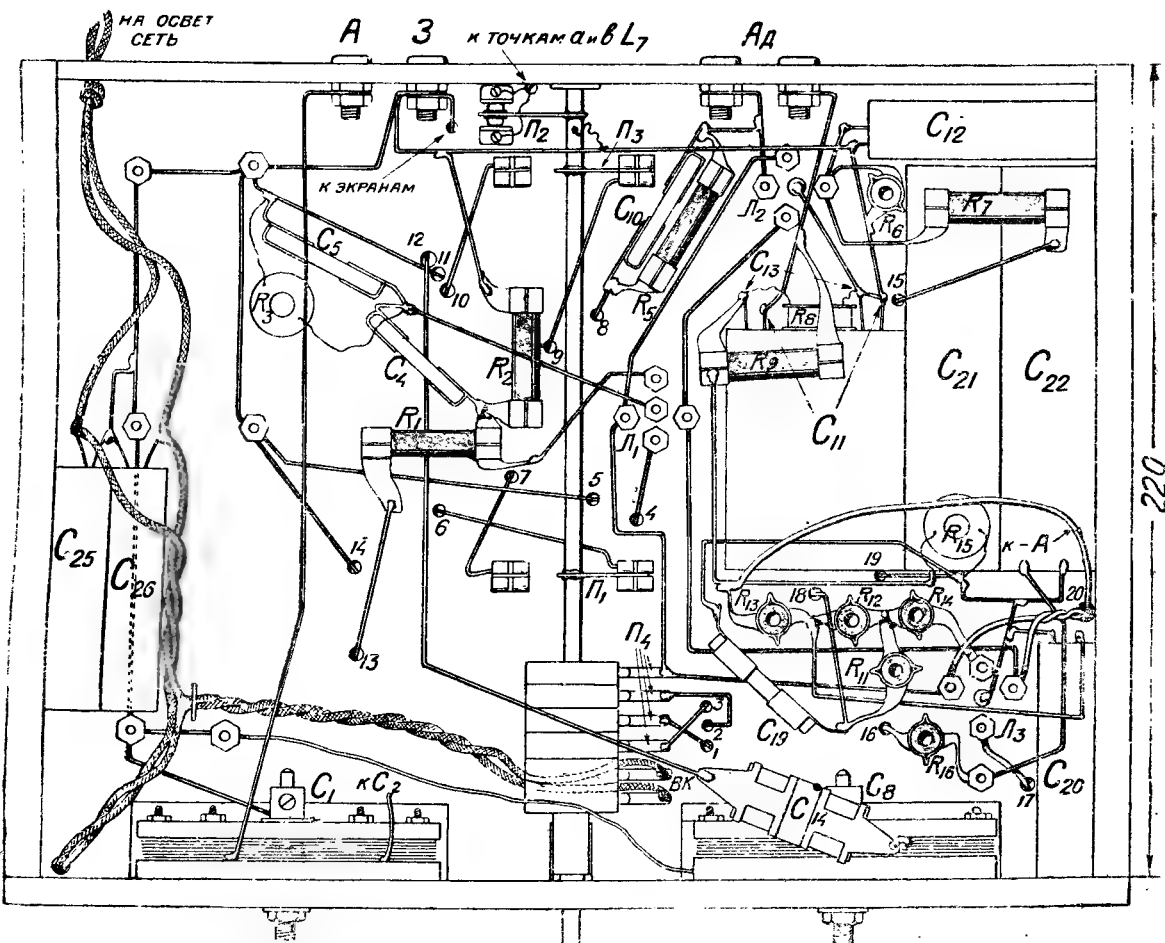 НА ОСВЕТ
СЕТЬ
А
З
К ТОЧКАМ а и в L7
АД
П2
П3
C12
К ЭКРАНАМ
C10
Л2
R6
R7
C5
12
11
10
R3
C13
15
8
R5
R8
9
C4
R2
R9
C21
C22
R1
Л1
C11
7
5
4
6
220
C25
C26
14
R15
К-А
19
П1
R13
18
R12
R14
20
13
R11
П4
3
2
1
C19
16
R16
Л3
C20
17
ВК
C1
К C2
C14
C8